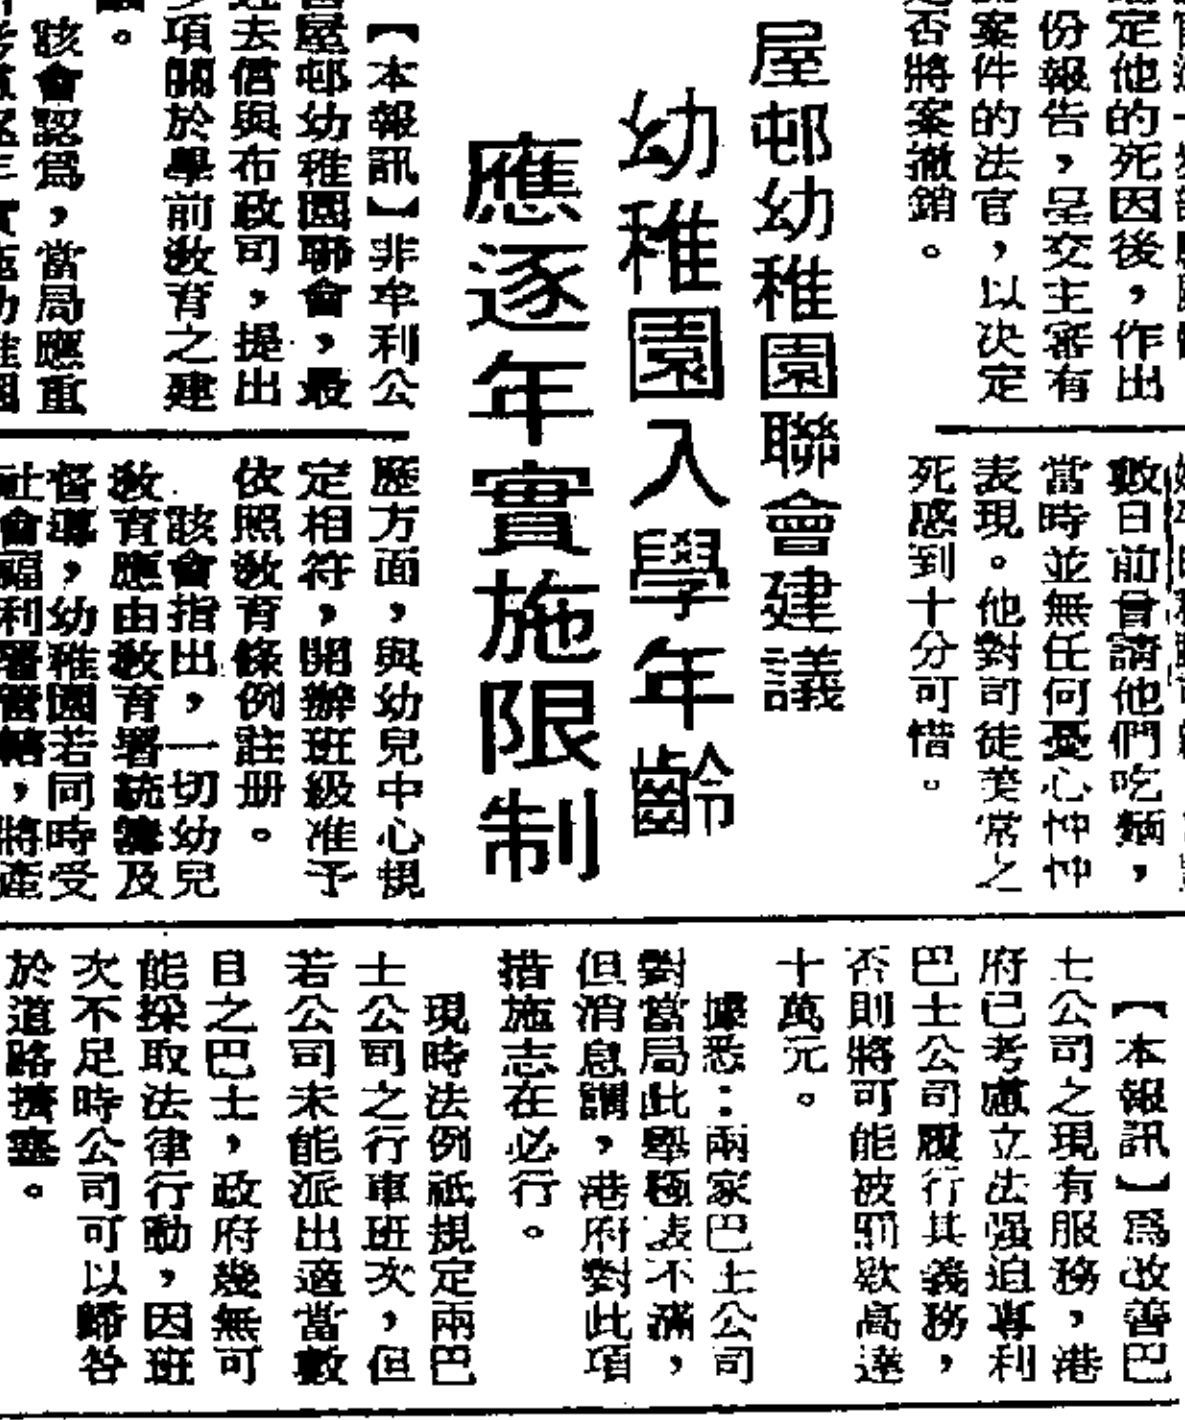 定他的死因後，作出
份報告，呈交主審有
案件的法官，以决定
否將案撤銷。
數日前曾請他們吃麵，
當時並無任何憂心忡忡
表現。他對司徒美常之
死感到十分可惜。
屋邨幼稚園聯會建議
幼稚園入學年齡
應逐年實施限制
【本報訊】非牟利公
屋邨幼稚園聯會，最
去信與布政司，提出
項關於學前敎育之建
。
該會認爲，當局應重
歷方面，與幼兒中心規
定相符，開辦班級准予
依照敎育條例註册。
該會指出，一切幼兒
敎育應由敎育署統籌及
督導，幼稚園若同時受
社會福利署管轄，將產
【本報訊】爲改善巴
士公司之現有服務，港
府已考慮立法强迫專利
巴士公司履行其義務，
否則將可能被罰欵高達
十萬元。
據悉：兩家巴士公司
對當局此舉極表不滿，
但消息謂，港府對此項
措施志在必行。
現時法例祇規定兩巴
士公司之行車班次，但
若公司未能派出適當數
目之巴士，政府幾無可
能採取法律行動，因班
次不足時公司可以歸咎
於道路擠塞。